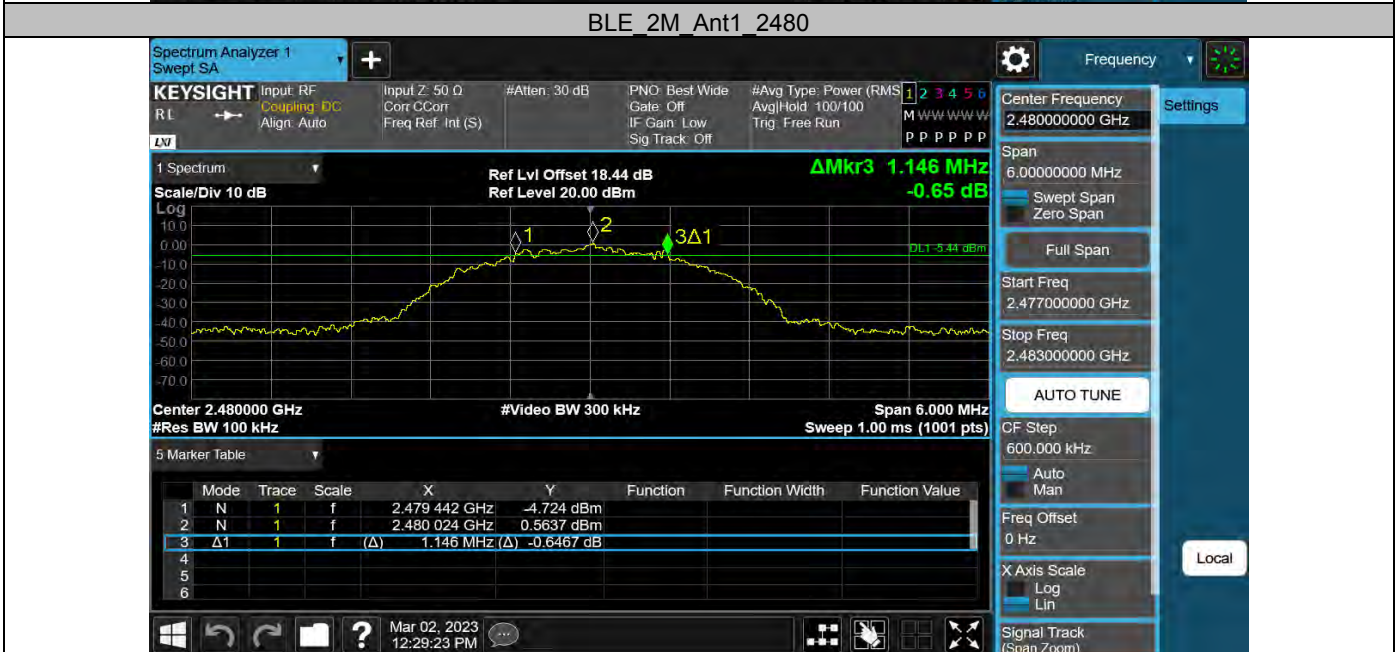 BLE_2M_Ant1_2480
Spectrum Analyzer 1
Swept SA
Frequency
KEYSIGHT
RL
LXI
Input: RF
Coupling: DC
Align: Auto
Input Z: 50 Ω
Corr CCorr
Freq Ref: Int (S)
#Atten: 30 dB
PNO: Best Wide
Gate: Off
IF Gain: Low
Sig Track: Off
#Avg Type: Power (RMS
Avg|Hold: 100/100
Trig: Free Run
1 2 3 4 5 6
M W W W W W
P P P P P P
1 Spectrum
Scale/Div 10 dB
Ref Lvl Offset 18.44 dB
Ref Level 20.00 dBm
ΔMkr3 1.146 MHz
-0.65 dB
Log
10.0
0.00
-10.0
-20.0
-30.0
-40.0
-50.0
-60.0
-70.0
1
2
3Δ1
DL1 -5.44 dBm
Center 2.480000 GHz
#Video BW 300 kHz
Span 6.000 MHz
#Res BW 100 kHz
Sweep 1.00 ms (1001 pts)
5 Marker Table
Mode Trace Scale X Y Function Function Width Function Value
1 N 1 f 2.479 442 GHz -4.724 dBm
2 N 1 f 2.480 024 GHz 0.5637 dBm
3 Δ1 1 f (Δ) 1.146 MHz (Δ) -0.6467 dB
4
5
6
Mar 02, 2023
12:29:23 PM
Center Frequency
2.480000000 GHz
Settings
Span
6.00000000 MHz
Swept Span
Zero Span
Full Span
Start Freq
2.477000000 GHz
Stop Freq
2.483000000 GHz
AUTO TUNE
CF Step
600.000 kHz
Auto
Man
Freq Offset
0 Hz
Local
X Axis Scale
Log
Lin
Signal Track
(Span Zoom)